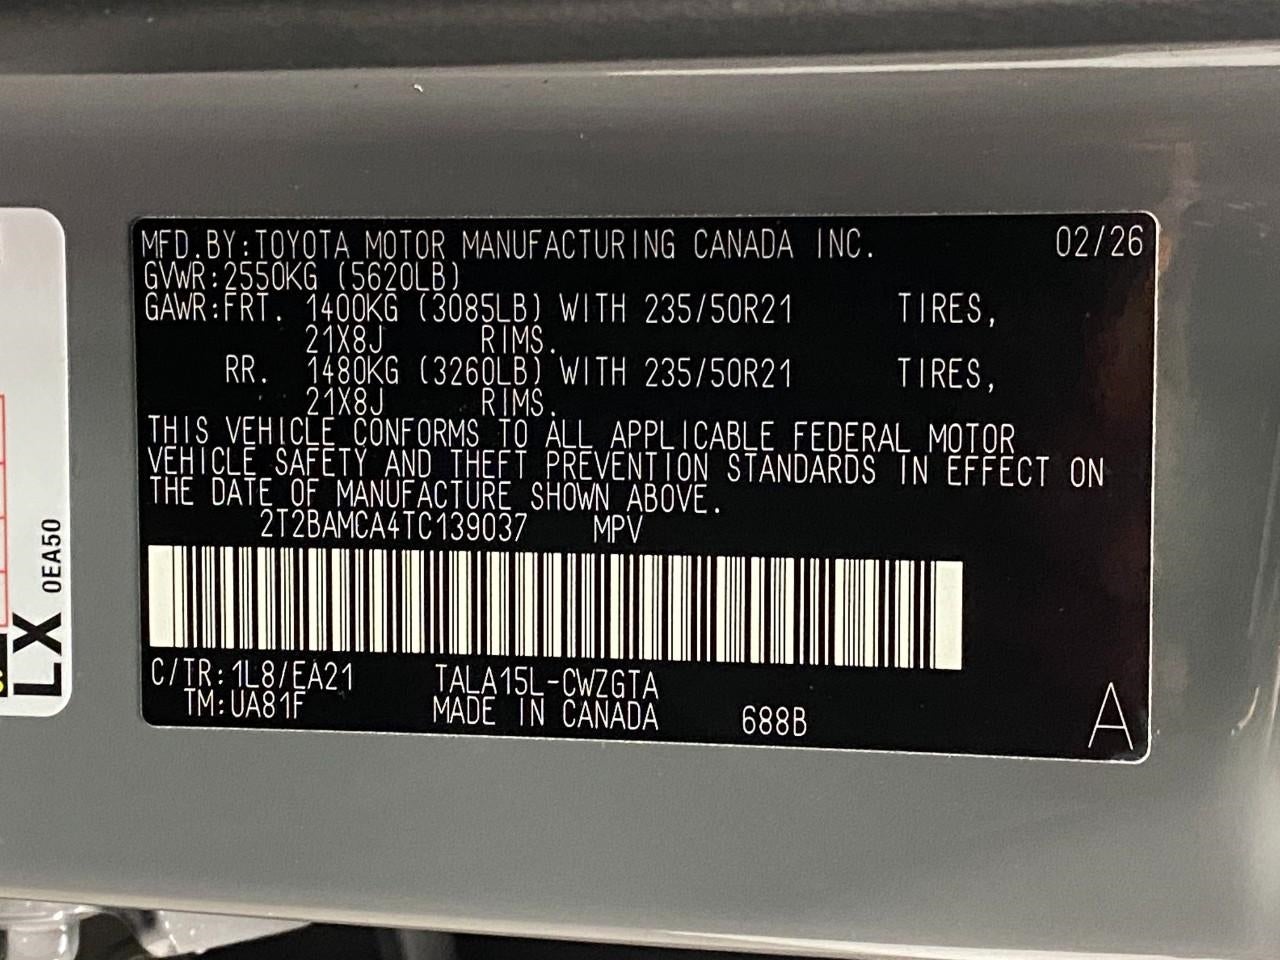 MFD.BY:TOYOTA MOTOR MANUFACTURING CANADA INC. 02/26
GVWR:2550KG (5620LB)
GAWR:FRT. 1400KG (3085LB) WITH 235/50R21 TIRES,
21X8J RIMS.
RR. 1480KG (3260LB) WITH 235/50R21 TIRES,
21X8J RIMS.
THIS VEHICLE CONFORMS TO ALL APPLICABLE FEDERAL MOTOR
VEHICLE SAFETY AND THEFT PREVENTION STANDARDS IN EFFECT ON
THE DATE OF MANUFACTURE SHOWN ABOVE.
2T2BAMCA4TC139037 MPV
C/TR:1L8/EA21 TALA15L-CWZGTA
TM:UA81F MADE IN CANADA 688B
A
LX 0EA50